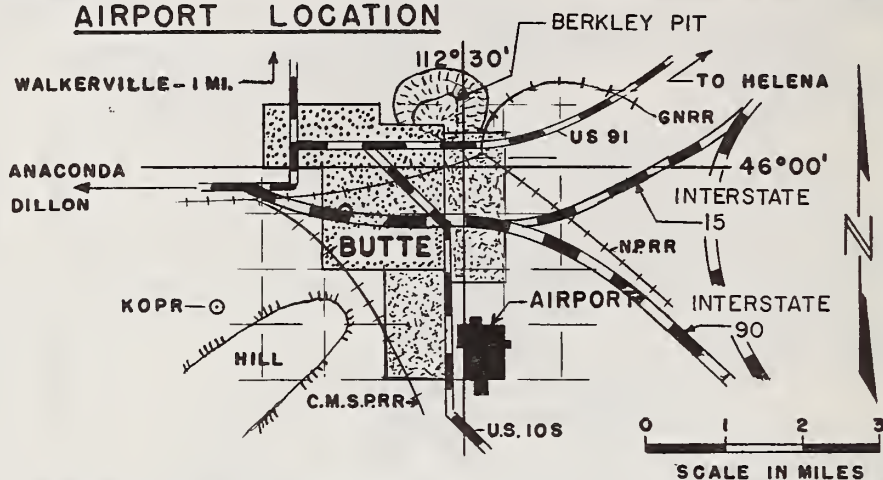 AIRPORT LOCATION
BERKLEY PIT
112° 30'
WALKERVILLE - 1 MI.
TO HELENA
GNRR
US 91
ANACONDA
46°00'
DILLON
INTERSTATE
15
N.P.RR
BUTTE
KOPR
AIRPORT
INTERSTATE
90
HILL
C.M.S.P.RR
U.S. 10S
N
0 1 2 3
SCALE IN MILES